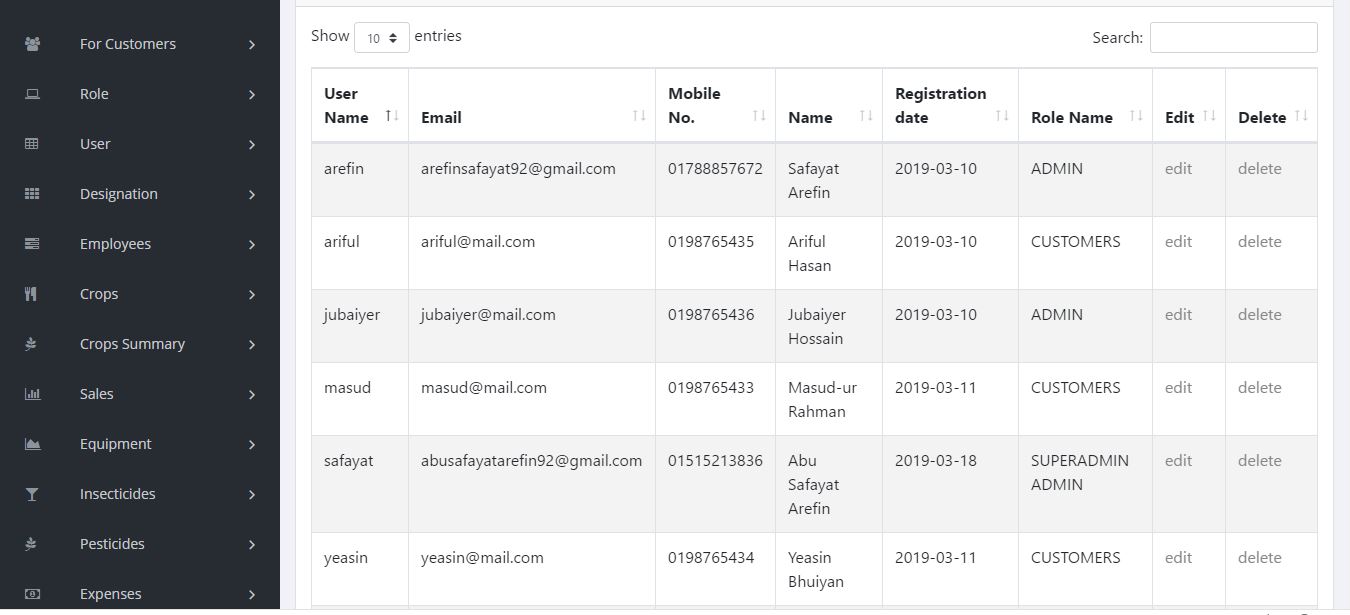 For Customers
Role
User
Designation
Employees
Crops
Crops Summary
Sales
Equipment
Insecticides
Pesticides
Expenses
Show 10 entries
Search:
User Name Email Mobile No. Name Registration date Role Name Edit Delete
arefin arefinsafayat92@gmail.com 01788857672 Safayat Arefin 2019-03-10 ADMIN edit delete
ariful ariful@mail.com 0198765435 Ariful Hasan 2019-03-10 CUSTOMERS edit delete
jubaiyer jubaiyer@mail.com 0198765436 Jubaiyer Hossain 2019-03-10 ADMIN edit delete
masud masud@mail.com 0198765433 Masud-ur Rahman 2019-03-11 CUSTOMERS edit delete
safayat abusafayatarefin92@gmail.com 01515213836 Abu Safayat Arefin 2019-03-18 SUPERADMIN ADMIN edit delete
yeasin yeasin@mail.com 0198765434 Yeasin Bhuiyan 2019-03-11 CUSTOMERS edit delete